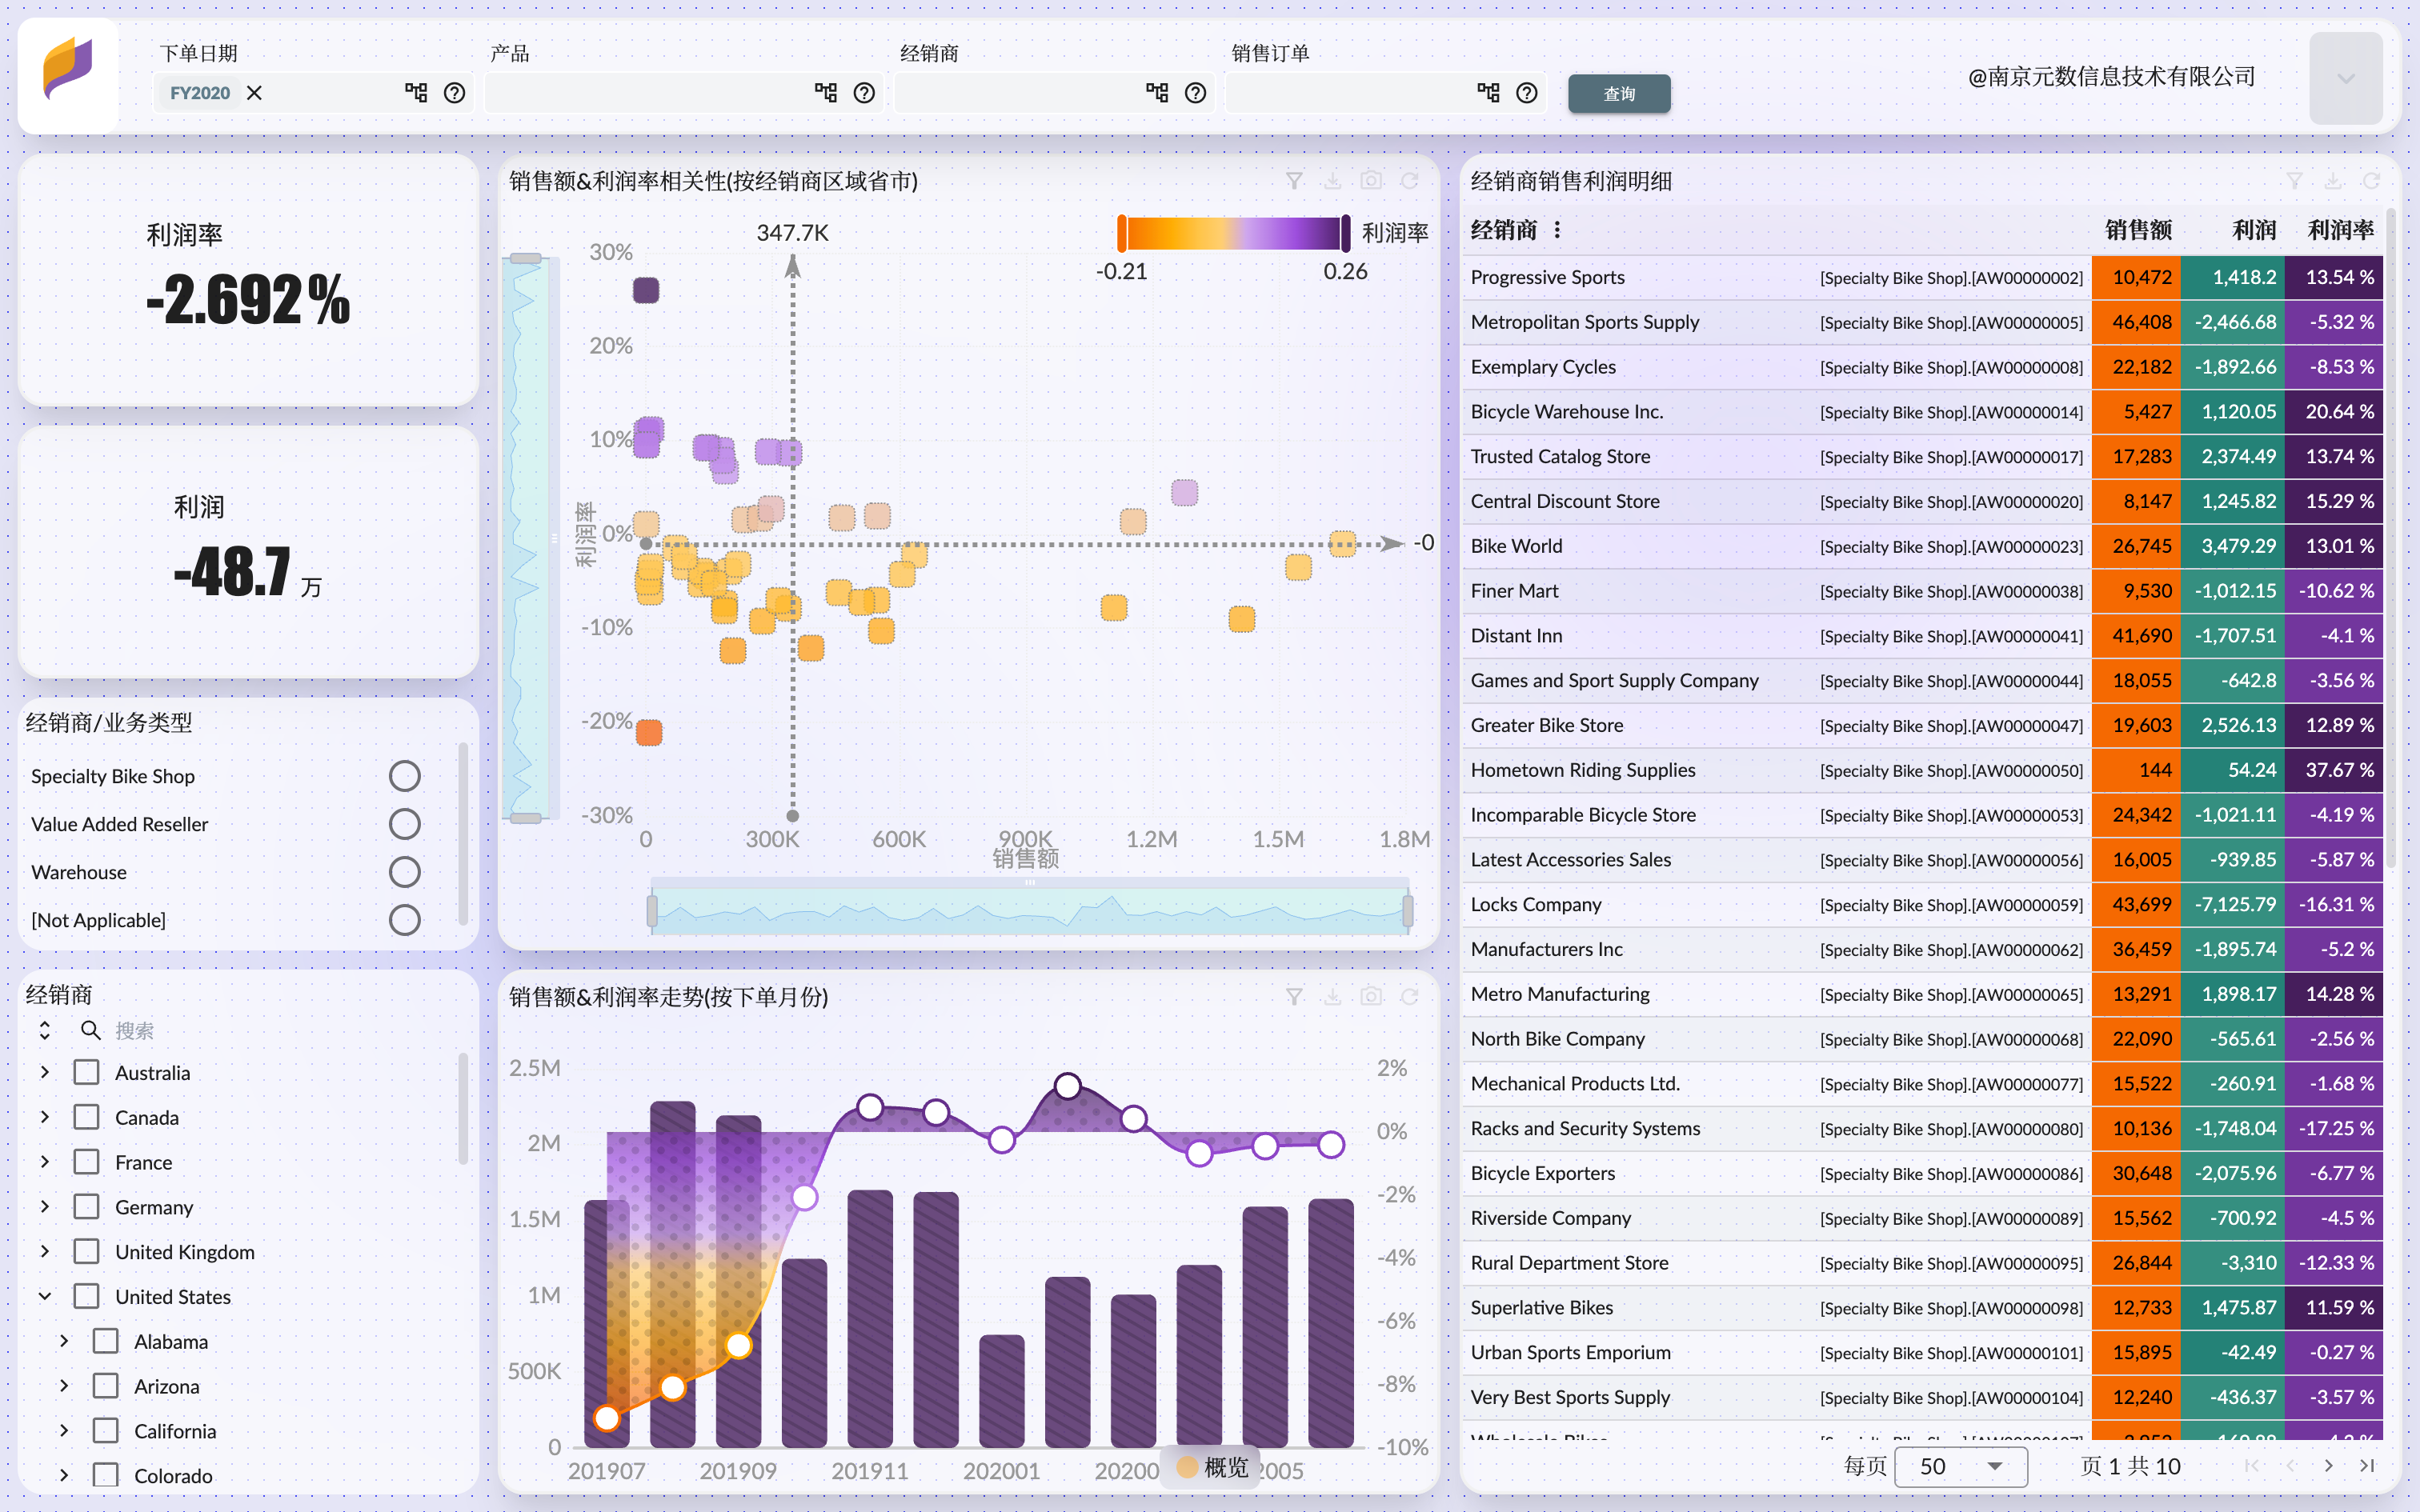 下单日期
产品
经销商
销售订单
FY2020
查询
@南京元数信息技术有限公司
利润率
-2.692%
利润
-48.7 万
经销商/业务类型
Specialty Bike Shop
Value Added Reseller
Warehouse
[Not Applicable]
经销商
搜索
Australia
Canada
France
Germany
United Kingdom
United States
Alabama
Arizona
California
Colorado
销售额&利润率相关性(按经销商区域省市)
347.7K
利润率
-0.21
0.26
30%
20%
10%
0%
-10%
-20%
-30%
利润率
-0
0
300K
600K
900K
1.2M
1.5M
1.8M
销售额
销售额&利润率走势(按下单月份)
2.5M
2M
1.5M
1M
500K
0
2%
0%
-2%
-4%
-6%
-8%
-10%
201907
201909
201911
202001
20200
2005
概览
经销商销售利润明细
经销商 销售额 利润 利润率
Progressive Sports [Specialty Bike Shop].[AW00000002] 10,472 1,418.2 13.54 %
Metropolitan Sports Supply [Specialty Bike Shop].[AW00000005] 46,408 -2,466.68 -5.32 %
Exemplary Cycles [Specialty Bike Shop].[AW00000008] 22,182 -1,892.66 -8.53 %
Bicycle Warehouse Inc. [Specialty Bike Shop].[AW00000014] 5,427 1,120.05 20.64 %
Trusted Catalog Store [Specialty Bike Shop].[AW00000017] 17,283 2,374.49 13.74 %
Central Discount Store [Specialty Bike Shop].[AW00000020] 8,147 1,245.82 15.29 %
Bike World [Specialty Bike Shop].[AW00000023] 26,745 3,479.29 13.01 %
Finer Mart [Specialty Bike Shop].[AW00000038] 9,530 -1,012.15 -10.62 %
Distant Inn [Specialty Bike Shop].[AW00000041] 41,690 -1,707.51 -4.1 %
Games and Sport Supply Company [Specialty Bike Shop].[AW00000044] 18,055 -642.8 -3.56 %
Greater Bike Store [Specialty Bike Shop].[AW00000047] 19,603 2,526.13 12.89 %
Hometown Riding Supplies [Specialty Bike Shop].[AW00000050] 144 54.24 37.67 %
Incomparable Bicycle Store [Specialty Bike Shop].[AW00000053] 24,342 -1,021.11 -4.19 %
Latest Accessories Sales [Specialty Bike Shop].[AW00000056] 16,005 -939.85 -5.87 %
Locks Company [Specialty Bike Shop].[AW00000059] 43,699 -7,125.79 -16.31 %
Manufacturers Inc [Specialty Bike Shop].[AW00000062] 36,459 -1,895.74 -5.2 %
Metro Manufacturing [Specialty Bike Shop].[AW00000065] 13,291 1,898.17 14.28 %
North Bike Company [Specialty Bike Shop].[AW00000068] 22,090 -565.61 -2.56 %
Mechanical Products Ltd. [Specialty Bike Shop].[AW00000077] 15,522 -260.91 -1.68 %
Racks and Security Systems [Specialty Bike Shop].[AW00000080] 10,136 -1,748.04 -17.25 %
Bicycle Exporters [Specialty Bike Shop].[AW00000086] 30,648 -2,075.96 -6.77 %
Riverside Company [Specialty Bike Shop].[AW00000089] 15,562 -700.92 -4.5 %
Rural Department Store [Specialty Bike Shop].[AW00000095] 26,844 -3,310 -12.33 %
Superlative Bikes [Specialty Bike Shop].[AW00000098] 12,733 1,475.87 11.59 %
Urban Sports Emporium [Specialty Bike Shop].[AW00000101] 15,895 -42.49 -0.27 %
Very Best Sports Supply [Specialty Bike Shop].[AW00000104] 12,240 -436.37 -3.57 %
每页 50 页 1 共 10